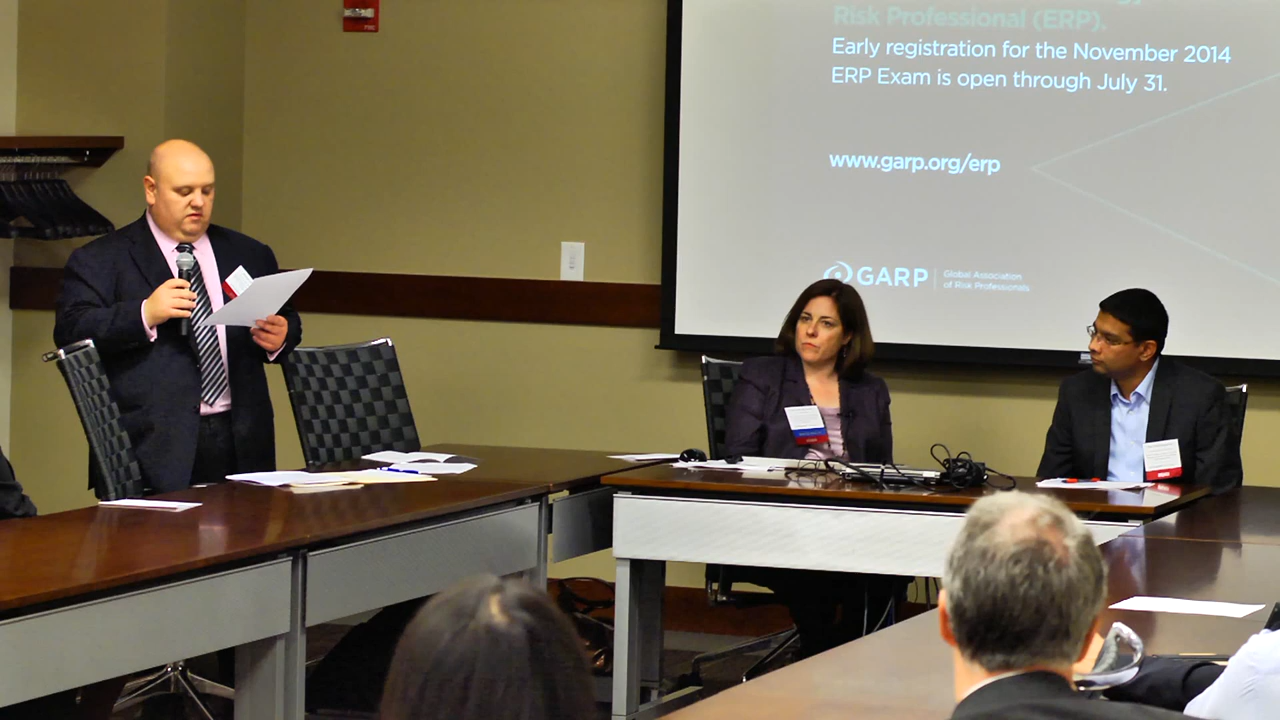 Risk Professional (ERP).
Early registration for the November 2014
ERP Exam is open through July 31.
www.garp.org/erp
GARP
Global Association
of Risk Professionals